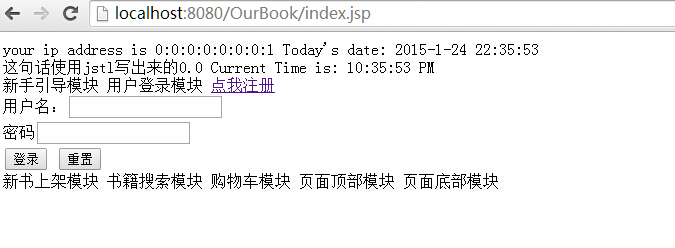 localhost:8080/OurBook/index.jsp
your ip address is 0:0:0:0:0:0:0:1 Today's date: 2015-1-24 22:35:53
这句话使用jstl写出来的0.0 Current Time is: 10:35:53 PM
新手引导模块 用户登录模块 点我注册
用户名：
密码
登录 重置
新书上架模块 书籍搜索模块 购物车模块 页面顶部模块 页面底部模块